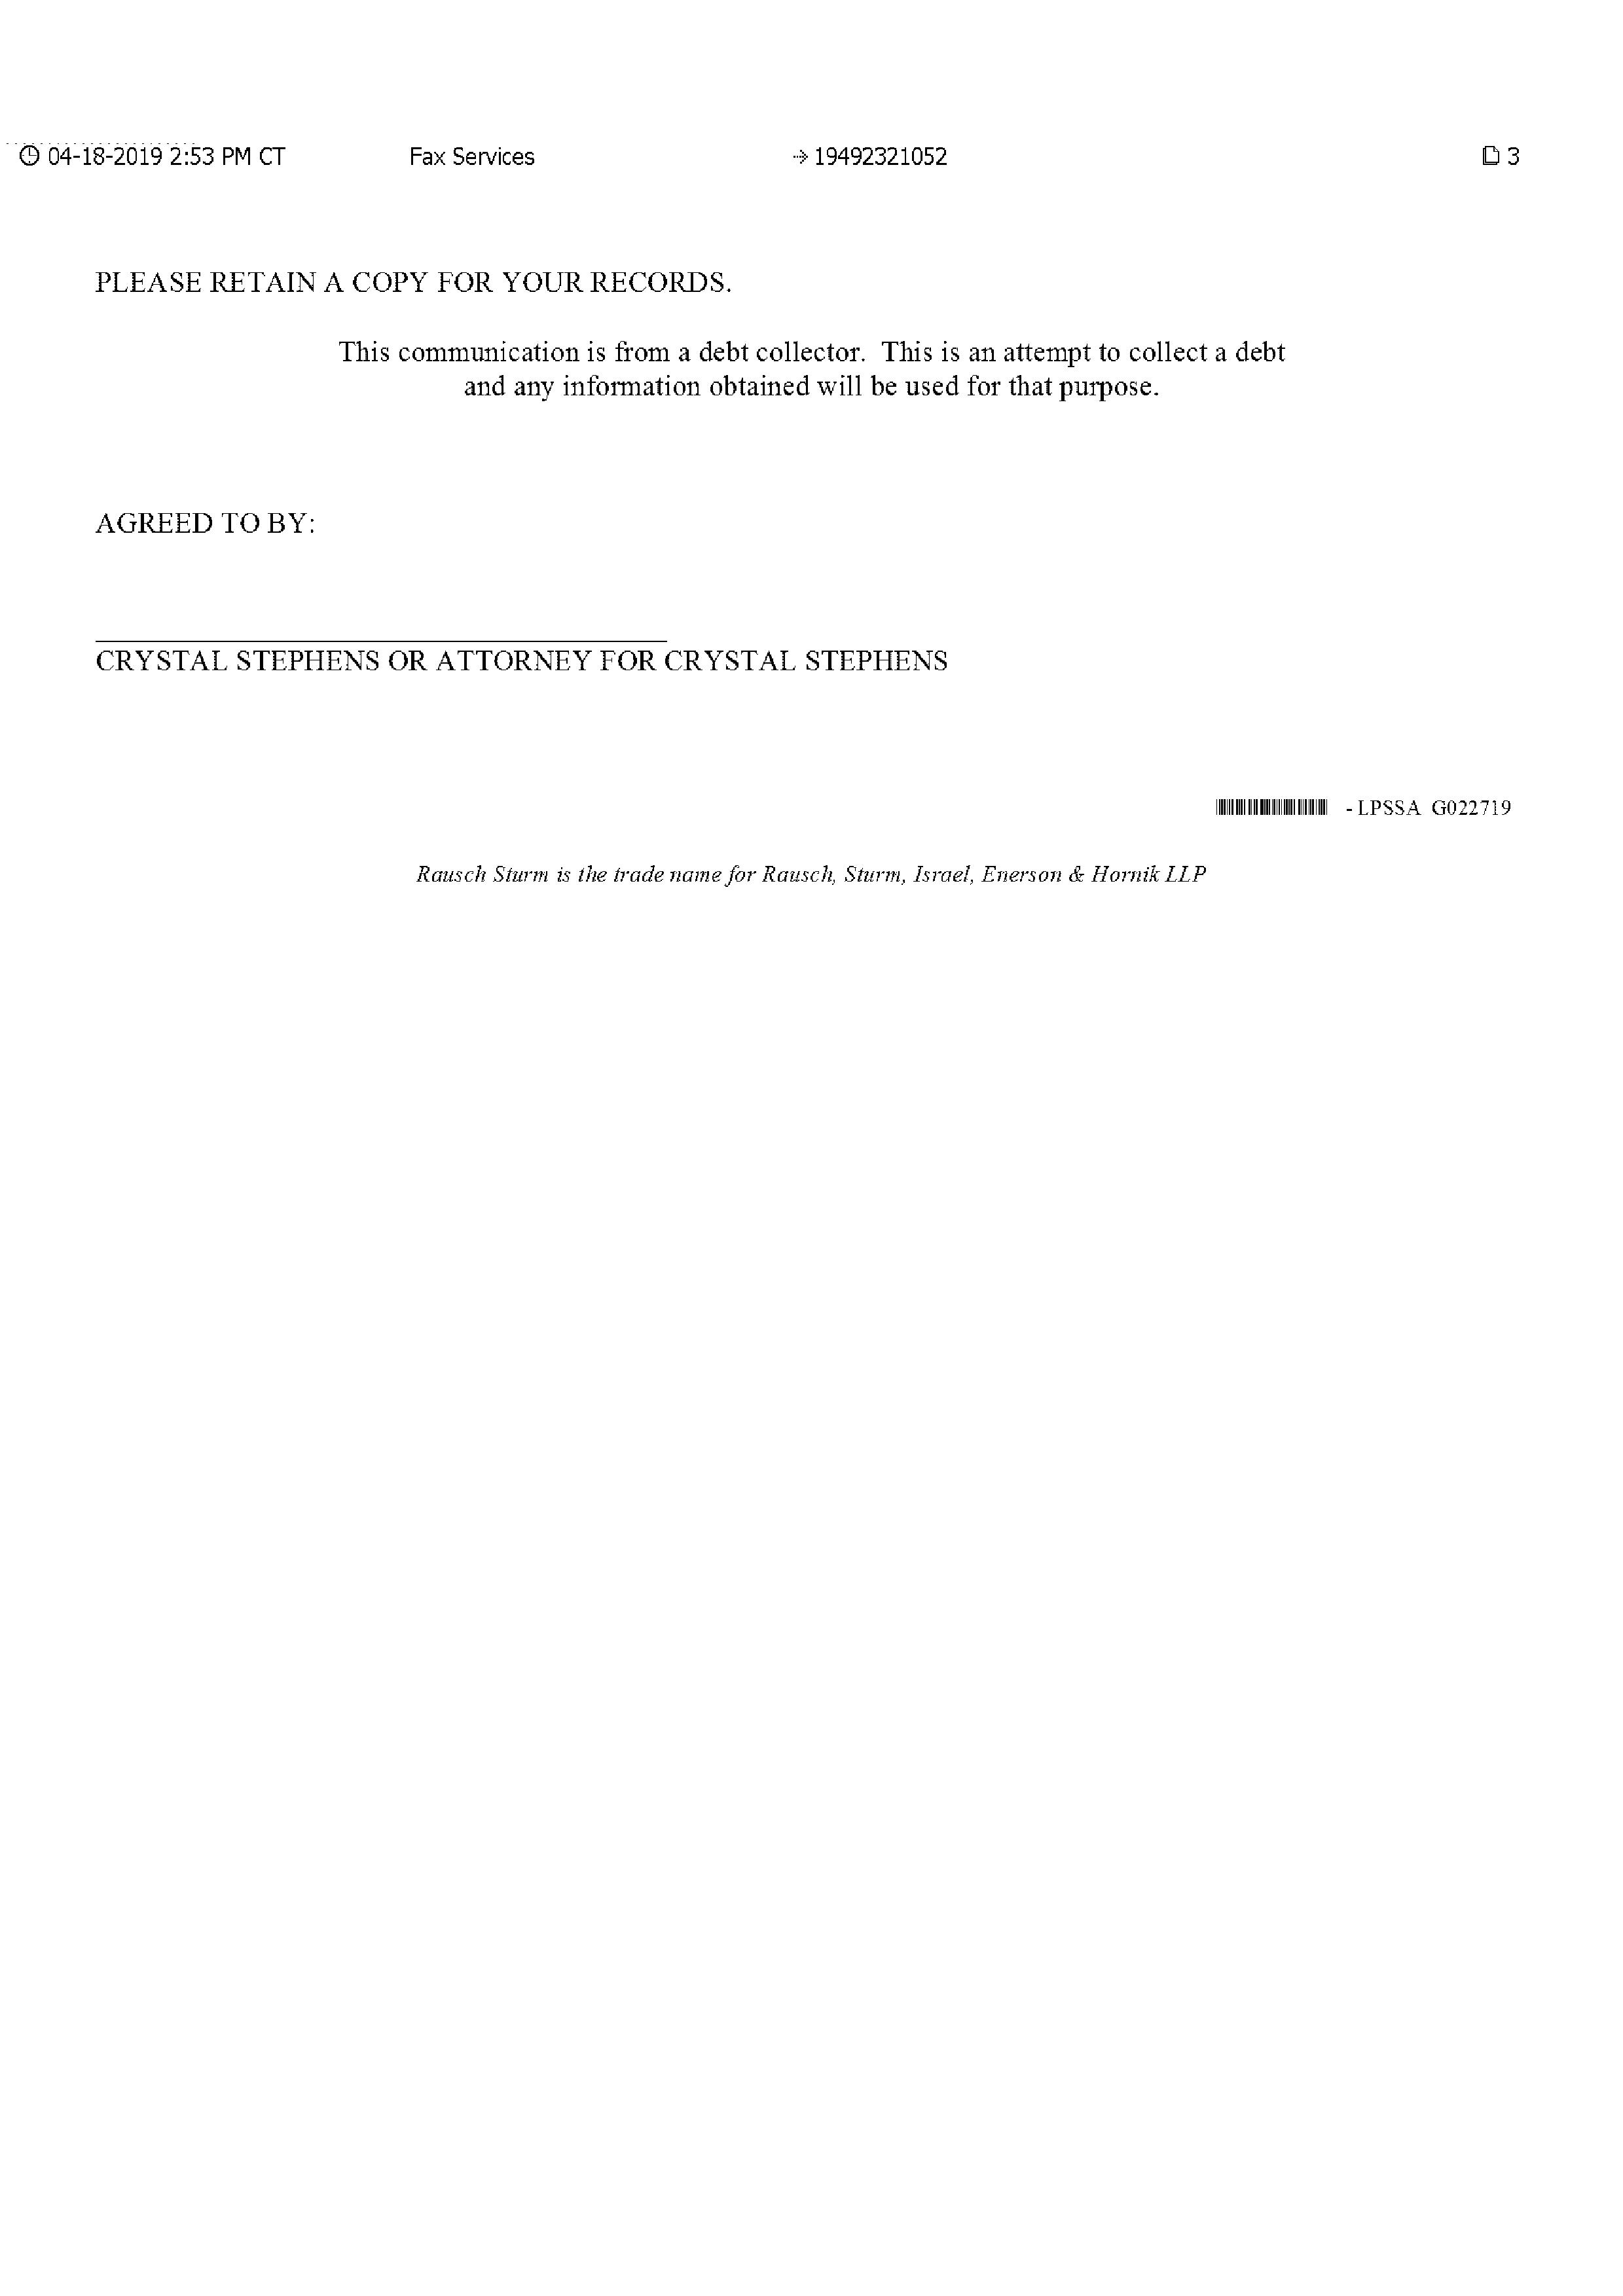 04-18-2019 2:53 PM CT Fax Services → 19492321052 3
PLEASE RETAIN A COPY FOR YOUR RECORDS.
This communication is from a debt collector. This is an attempt to collect a debt
and any information obtained will be used for that purpose.
AGREED TO BY:
CRYSTAL STEPHENS OR ATTORNEY FOR CRYSTAL STEPHENS
- LPSSA G022719
Rausch Sturm is the trade name for Rausch, Sturm, Israel, Enerson & Hornik LLP